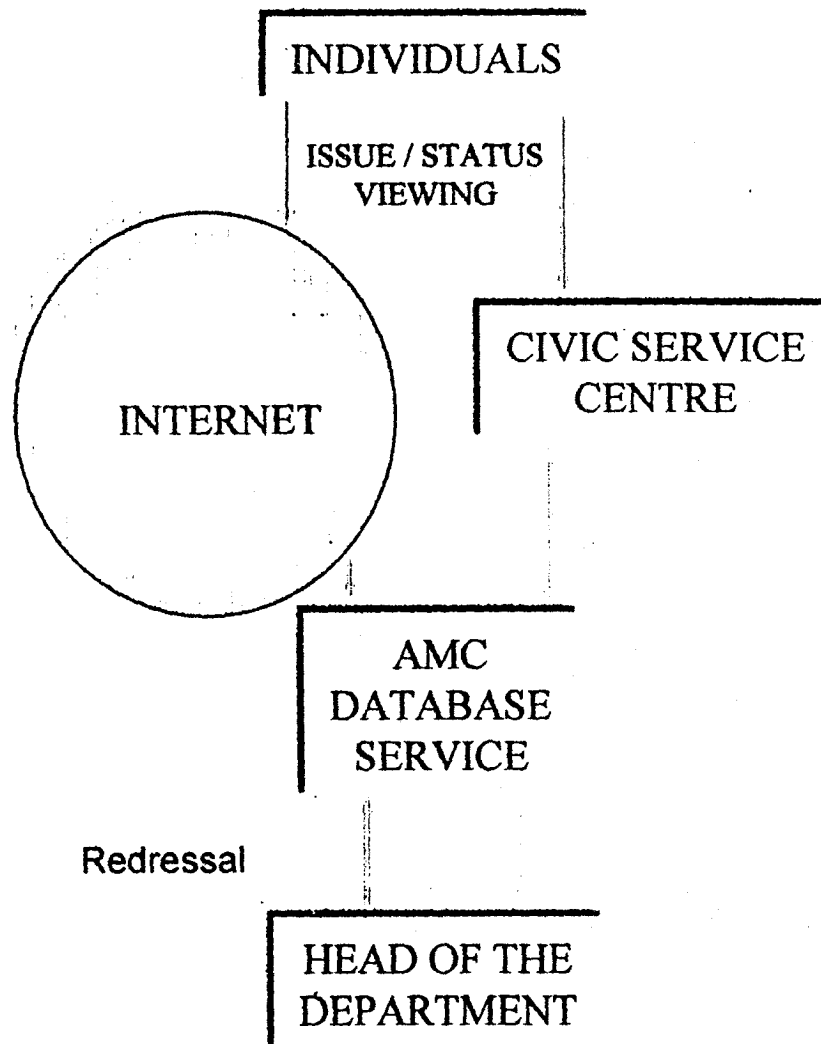 INDIVIDUALS
ISSUE / STATUS
VIEWING
CIVIC SERVICE
CENTRE
INTERNET
AMC
DATABASE
SERVICE
Redressal
HEAD OF THE
DEPARTMENT